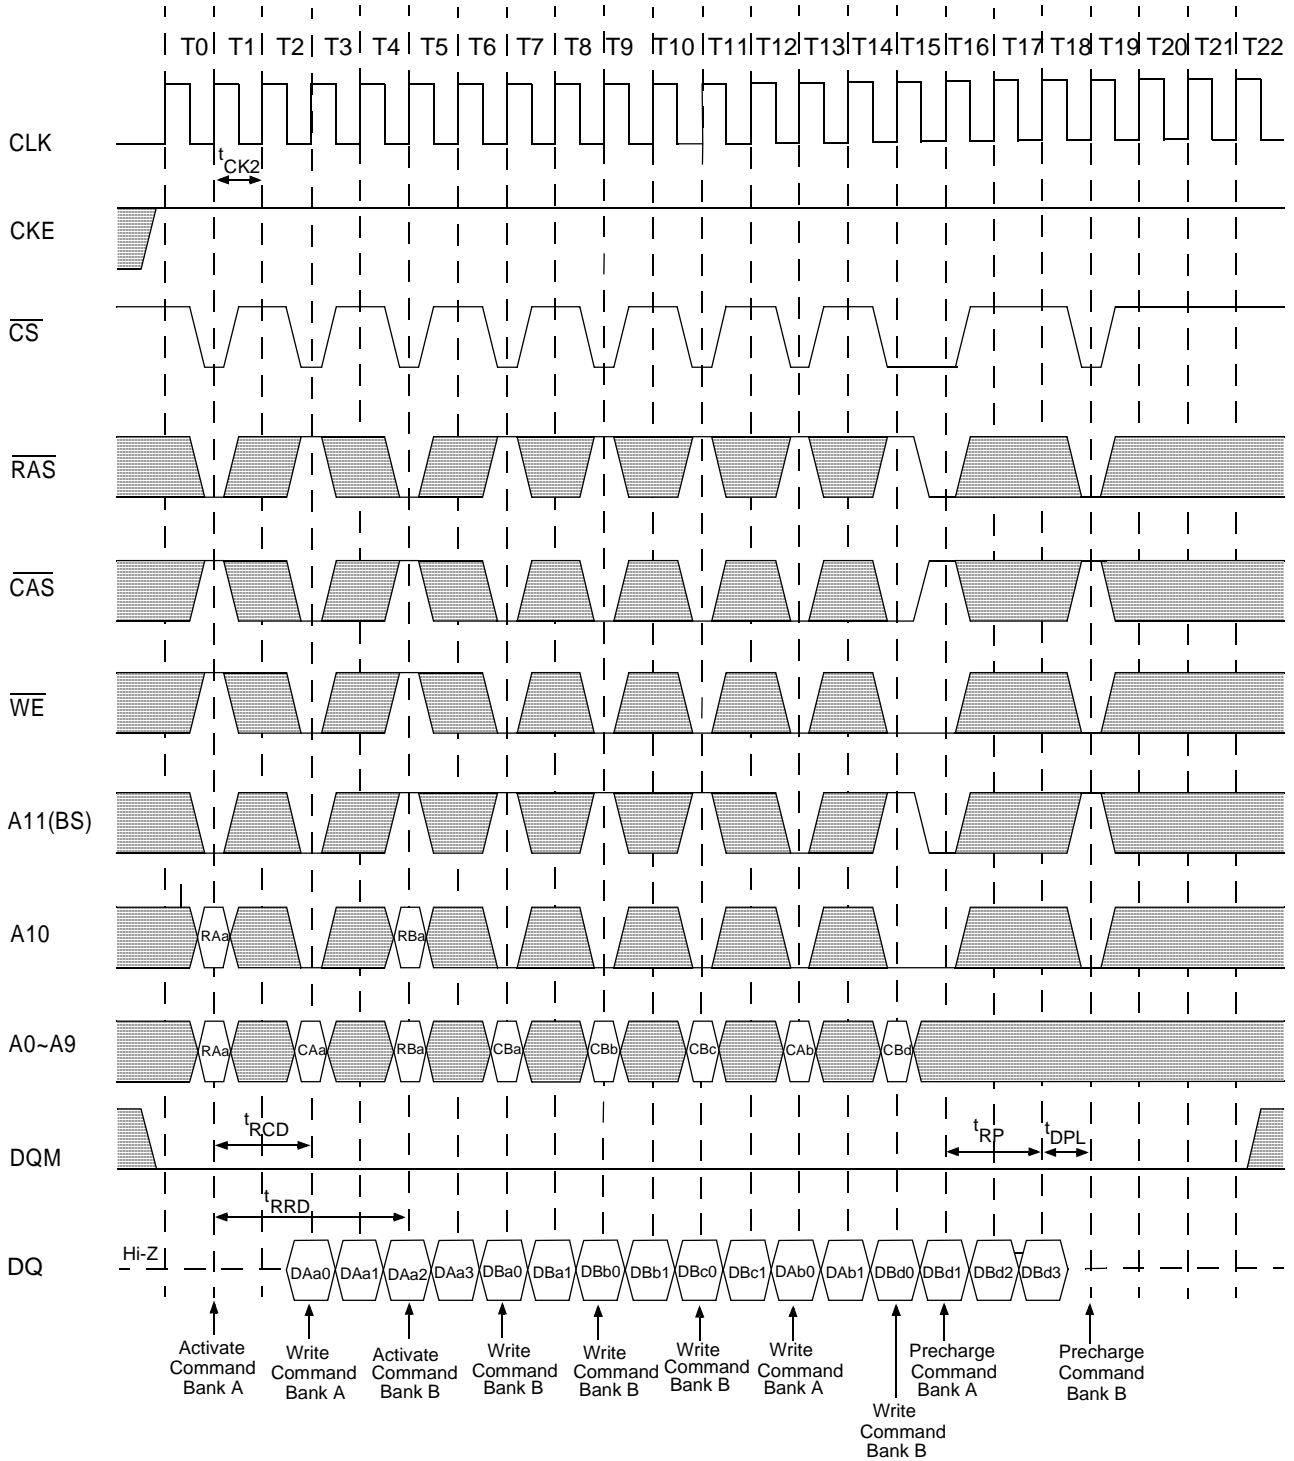 T0 T1 T2 T3 T4 T5 T6 T7 T8 T9 T10 T11 T12 T13 T14 T15 T16 T17 T18 T19 T20 T21 T22
CLK
tCK2
CKE
CS
RAS
CAS
WE
A11(BS)
A10
RAa RBa
A0~A9
RAa CAa RBa CBa CBb CBc CAb CBd
DQM
tRCD tRP tDPL
tRRD
DQ
Hi-Z
DAa0 DAa1 DAa2 DAa3 DBa0 DBa1 DBb0 DBb1 DBc0 DBc1 DAb0 DAb1 DBd0 DBd1 DBd2 DBd3
Activate
Command
Bank A
Write
Command
Bank A
Activate
Command
Bank B
Write
Command
Bank B
Write
Command
Bank B
Write
Command
Bank B
Write
Command
Bank A
Write
Command
Bank B
Precharge
Command
Bank A
Precharge
Command
Bank B